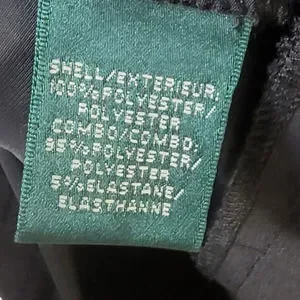 SHELL/EXTERIEUR:
100%POLYESTER/
POLYESTER
COMBO/COMBO:
95%POLYESTER/
POLYESTER
5%ELASTANE/
ELASTHANNE